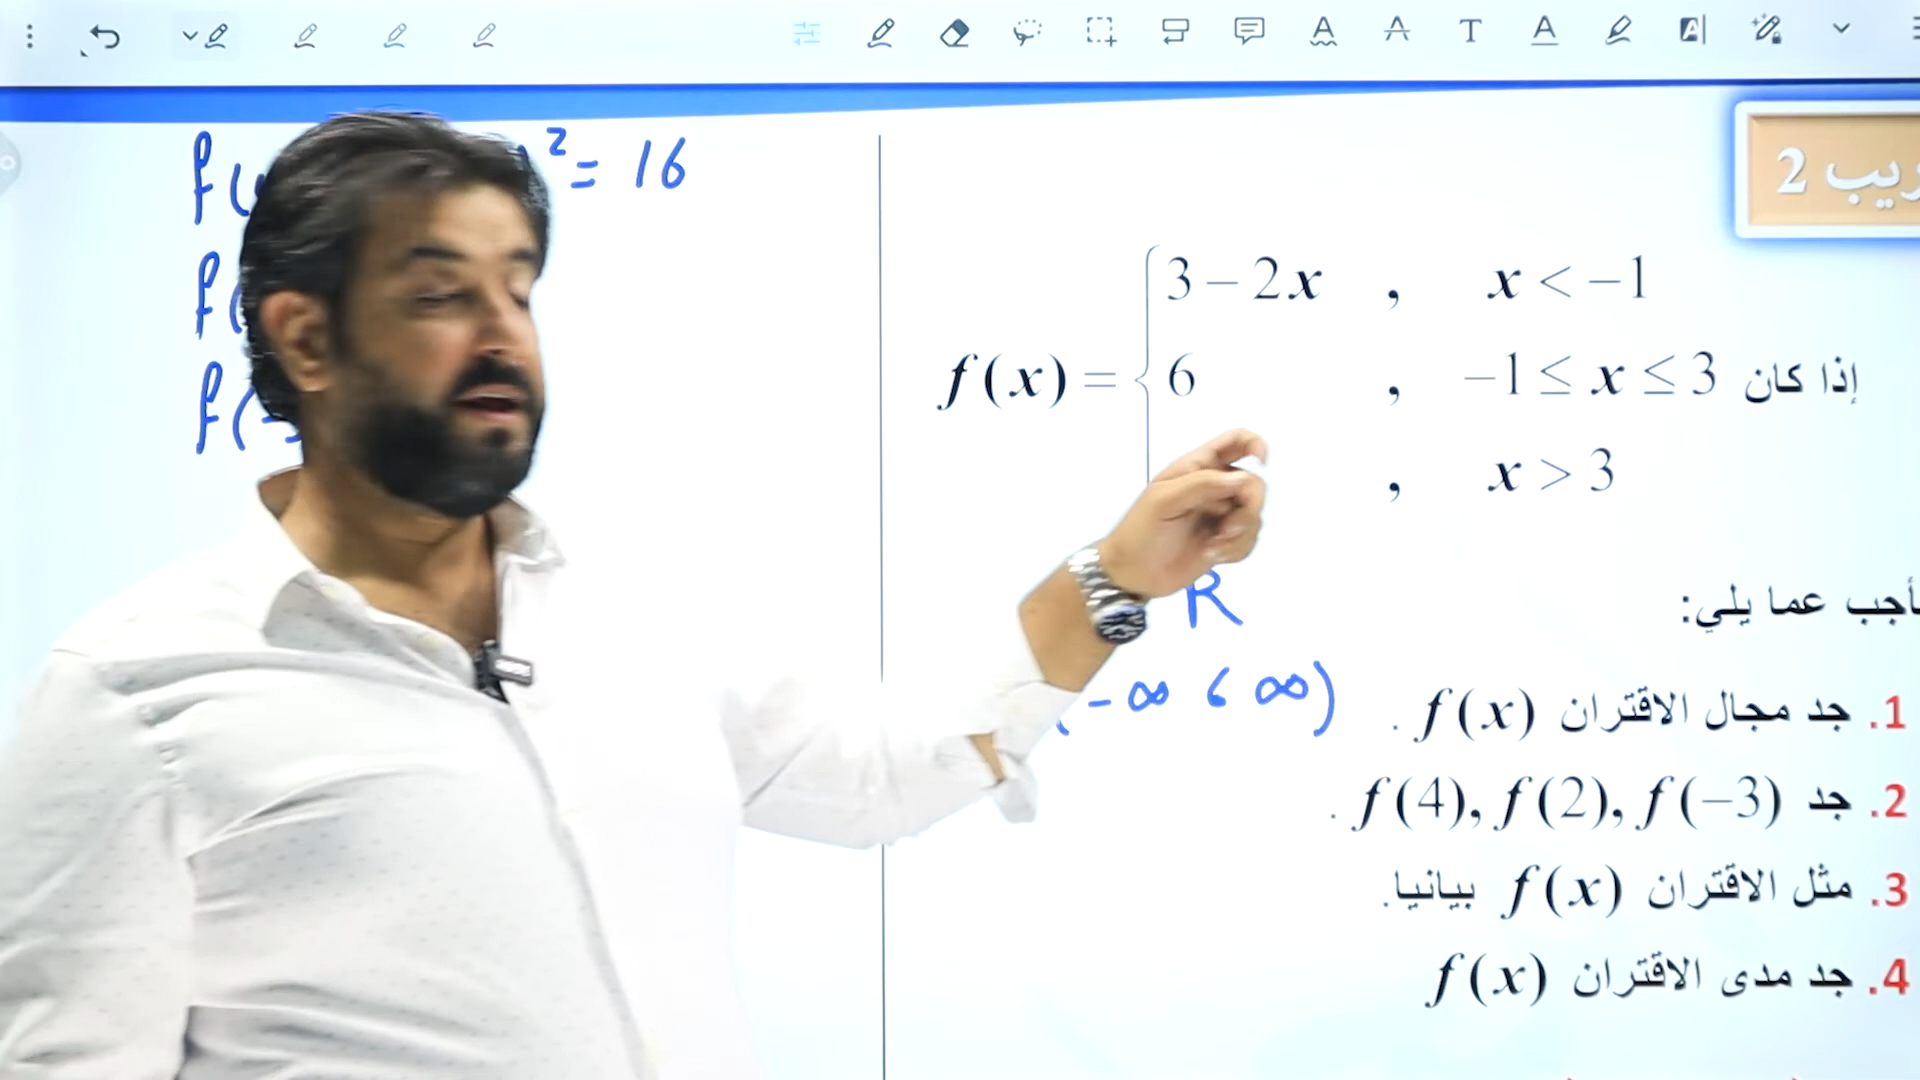 2
f(x) = { 3 − 2x , x < −1
6 , −1 ≤ x ≤ 3 إذا كان
, x > 3
R
أجب عما يلي:
(-∞ ، ∞)
1. جد مجال الاقتران f(x) .
2. جد f(4), f(2), f(−3) .
3. مثل الاقتران f(x) بيانيا.
4. جد مدى الاقتران f(x)
f( ² = 16
f(
f(-